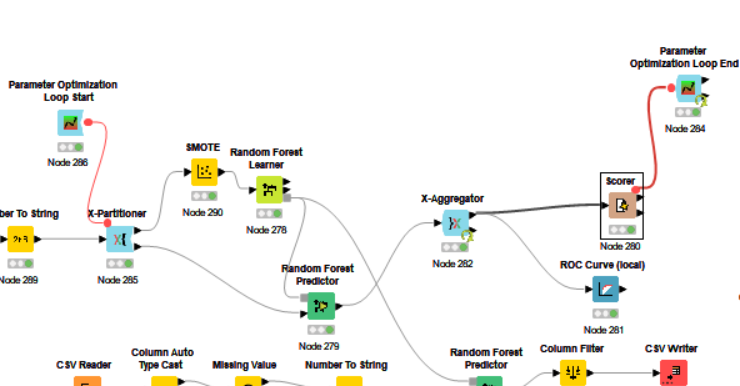 Parameter
Optimization Loop End
Parameter Optimization
Loop Start
Node 284
Node 286
SMOTE
Random Forest
Learner
Scorer
X-Aggregator
Node 290
ber To String
X-Partitioner
Node 278
Node 280
Node 282
ROC Curve (local)
Node 289
Node 285
Random Forest
Predictor
Node 281
Node 279
CSV Reader
Column Auto
Type Cast
Missing Value
Number To String
Random Forest
Predictor
Column Filter
CSV Writer